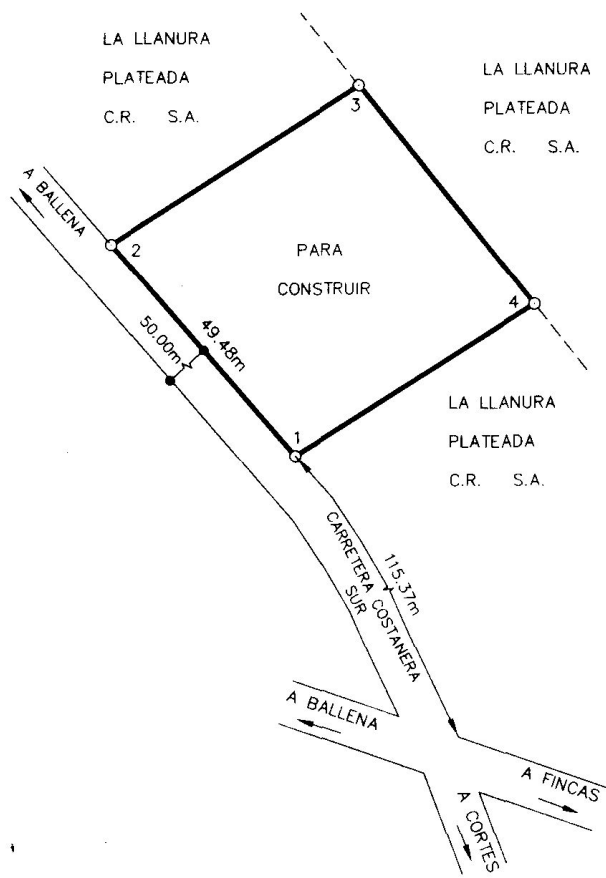 LA LLANURA
PLATEADA
C.R. S.A.
LA LLANURA
PLATEADA
C.R. S.A.
3
A BALLENA
2
PARA
CONSTRUIR
4
50.00m
49.48m
1
LA LLANURA
PLATEADA
C.R. S.A.
CARRETERA COSTANERA
SUR
115.37m
A BALLENA
A FINCAS
A CORTES